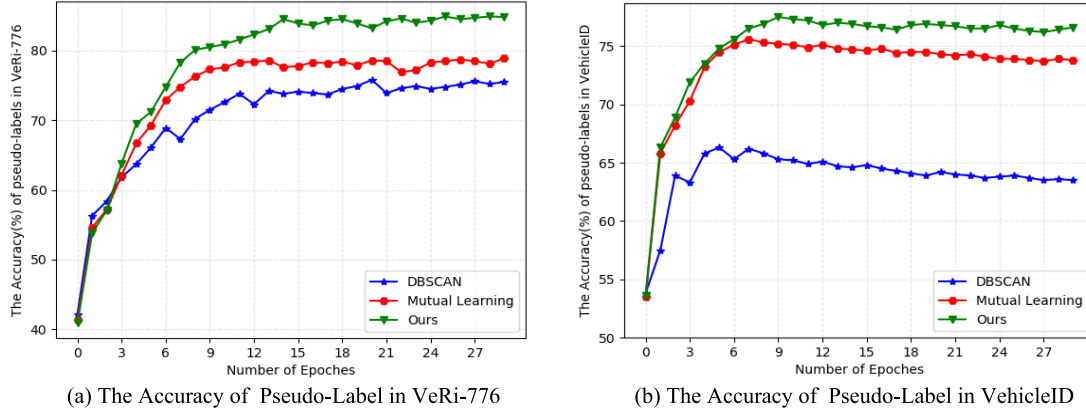 The Accuracy(%) of pseudo-labels in VeRi-776
80
70
60
50
40
0 3 6 9 12 15 18 21 24 27
Number of Epoches
DBSCAN
Mutual Learning
Ours
(a) The Accuracy of Pseudo-Label in VeRi-776
The Accuracy(%) of pseudo-labels in VehicleID
75
70
65
60
55
50
0 3 6 9 12 15 18 21 24 27
Number of Epoches
DBSCAN
Mutual Learning
Ours
(b) The Accuracy of Pseudo-Label in VehicleID